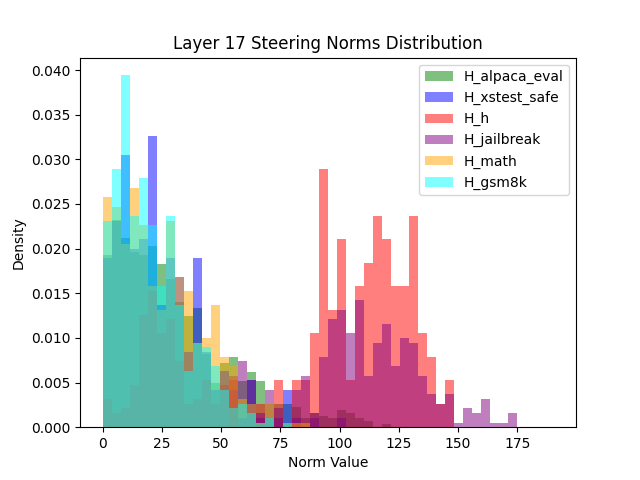 Layer 17 Steering Norms Distribution
H_alpaca_eval
H_xstest_safe
H_h
H_jailbreak
H_math
H_gsm8k
0.040
0.035
0.030
0.025
0.020
0.015
0.010
0.005
0.000
Density
0 25 50 75 100 125 150 175
Norm Value